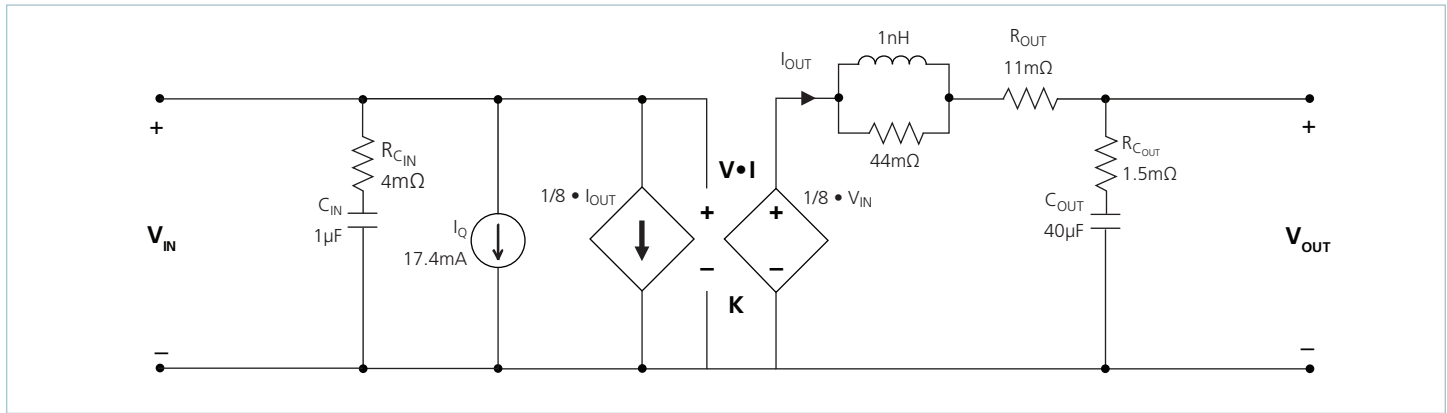 1nH
I_OUT
R_OUT
11mΩ
+
+
R_C_IN
4mΩ
44mΩ
R_C_OUT
1.5mΩ
V•I
1/8 • I_OUT
1/8 • V_IN
C_IN
1µF
+
+
C_OUT
40µF
I_Q
17.4mA
V_IN
V_OUT
–
–
K
–
–